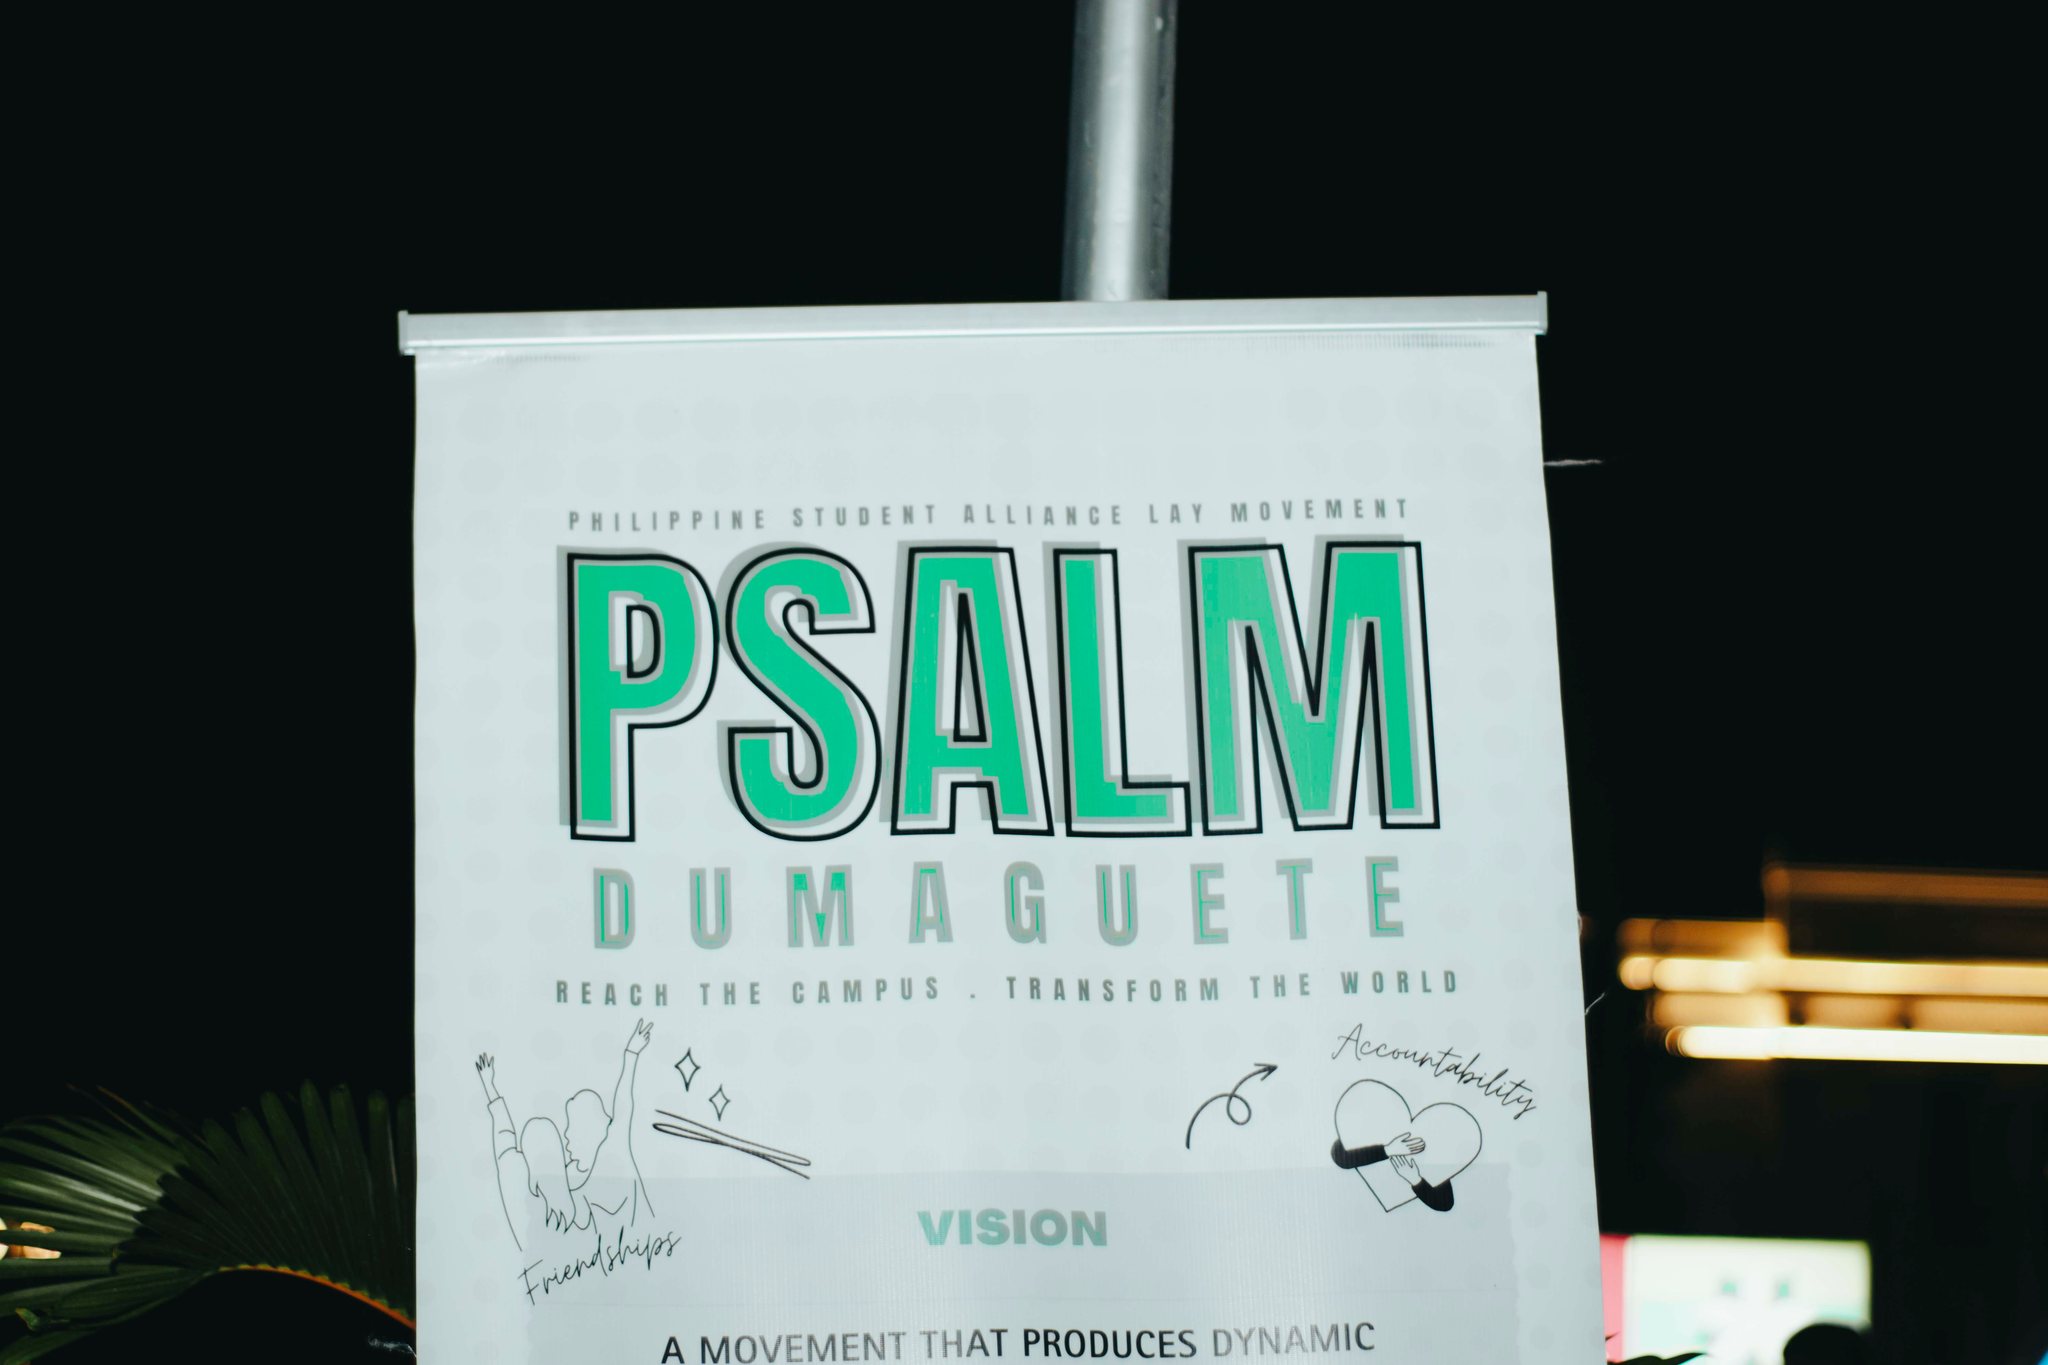 PHILIPPINE STUDENT ALLIANCE LAY MOVEMENT
PSALM
DUMAGUETE
REACH THE CAMPUS . TRANSFORM THE WORLD
Accountability
Friendships
VISION
A MOVEMENT THAT PRODUCES DYNAMIC